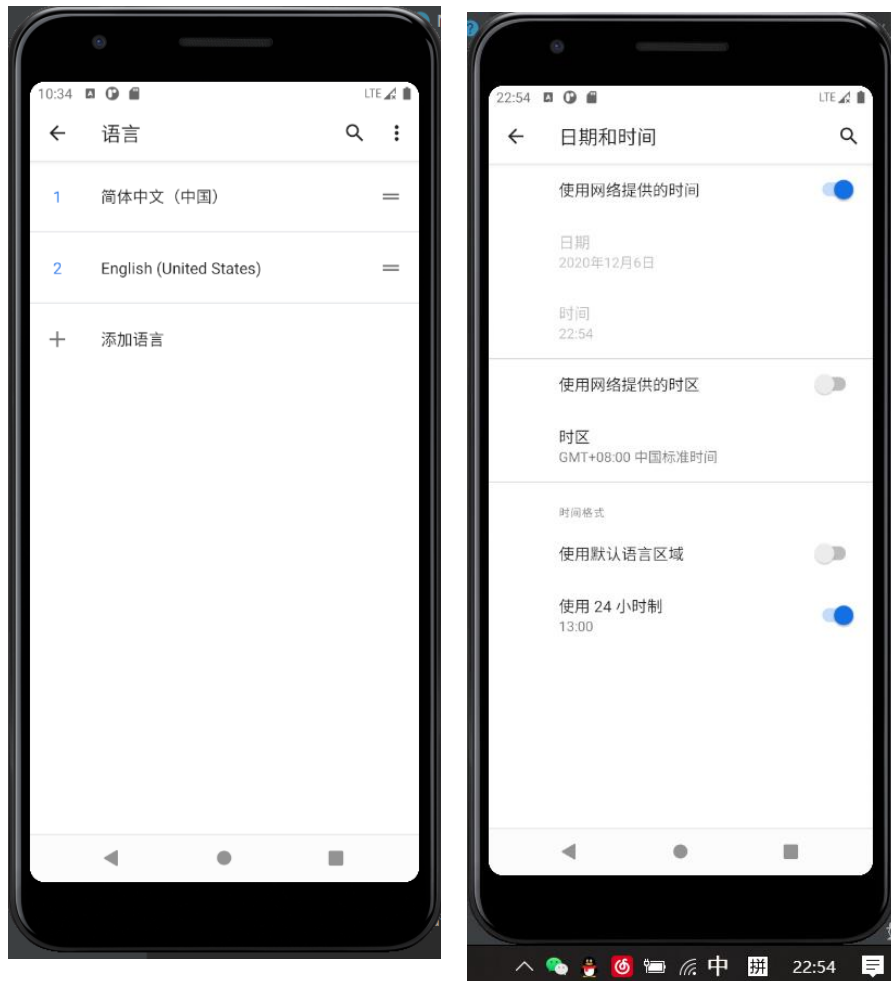 10:34
LTE
语言
1 简体中文（中国）
2 English (United States)
添加语言
22:54
LTE
日期和时间
使用网络提供的时间
日期
2020年12月6日
时间
22:54
使用网络提供的时区
时区
GMT+08:00 中国标准时间
时间格式
使用默认语言区域
使用 24 小时制
13:00
中 拼 22:54